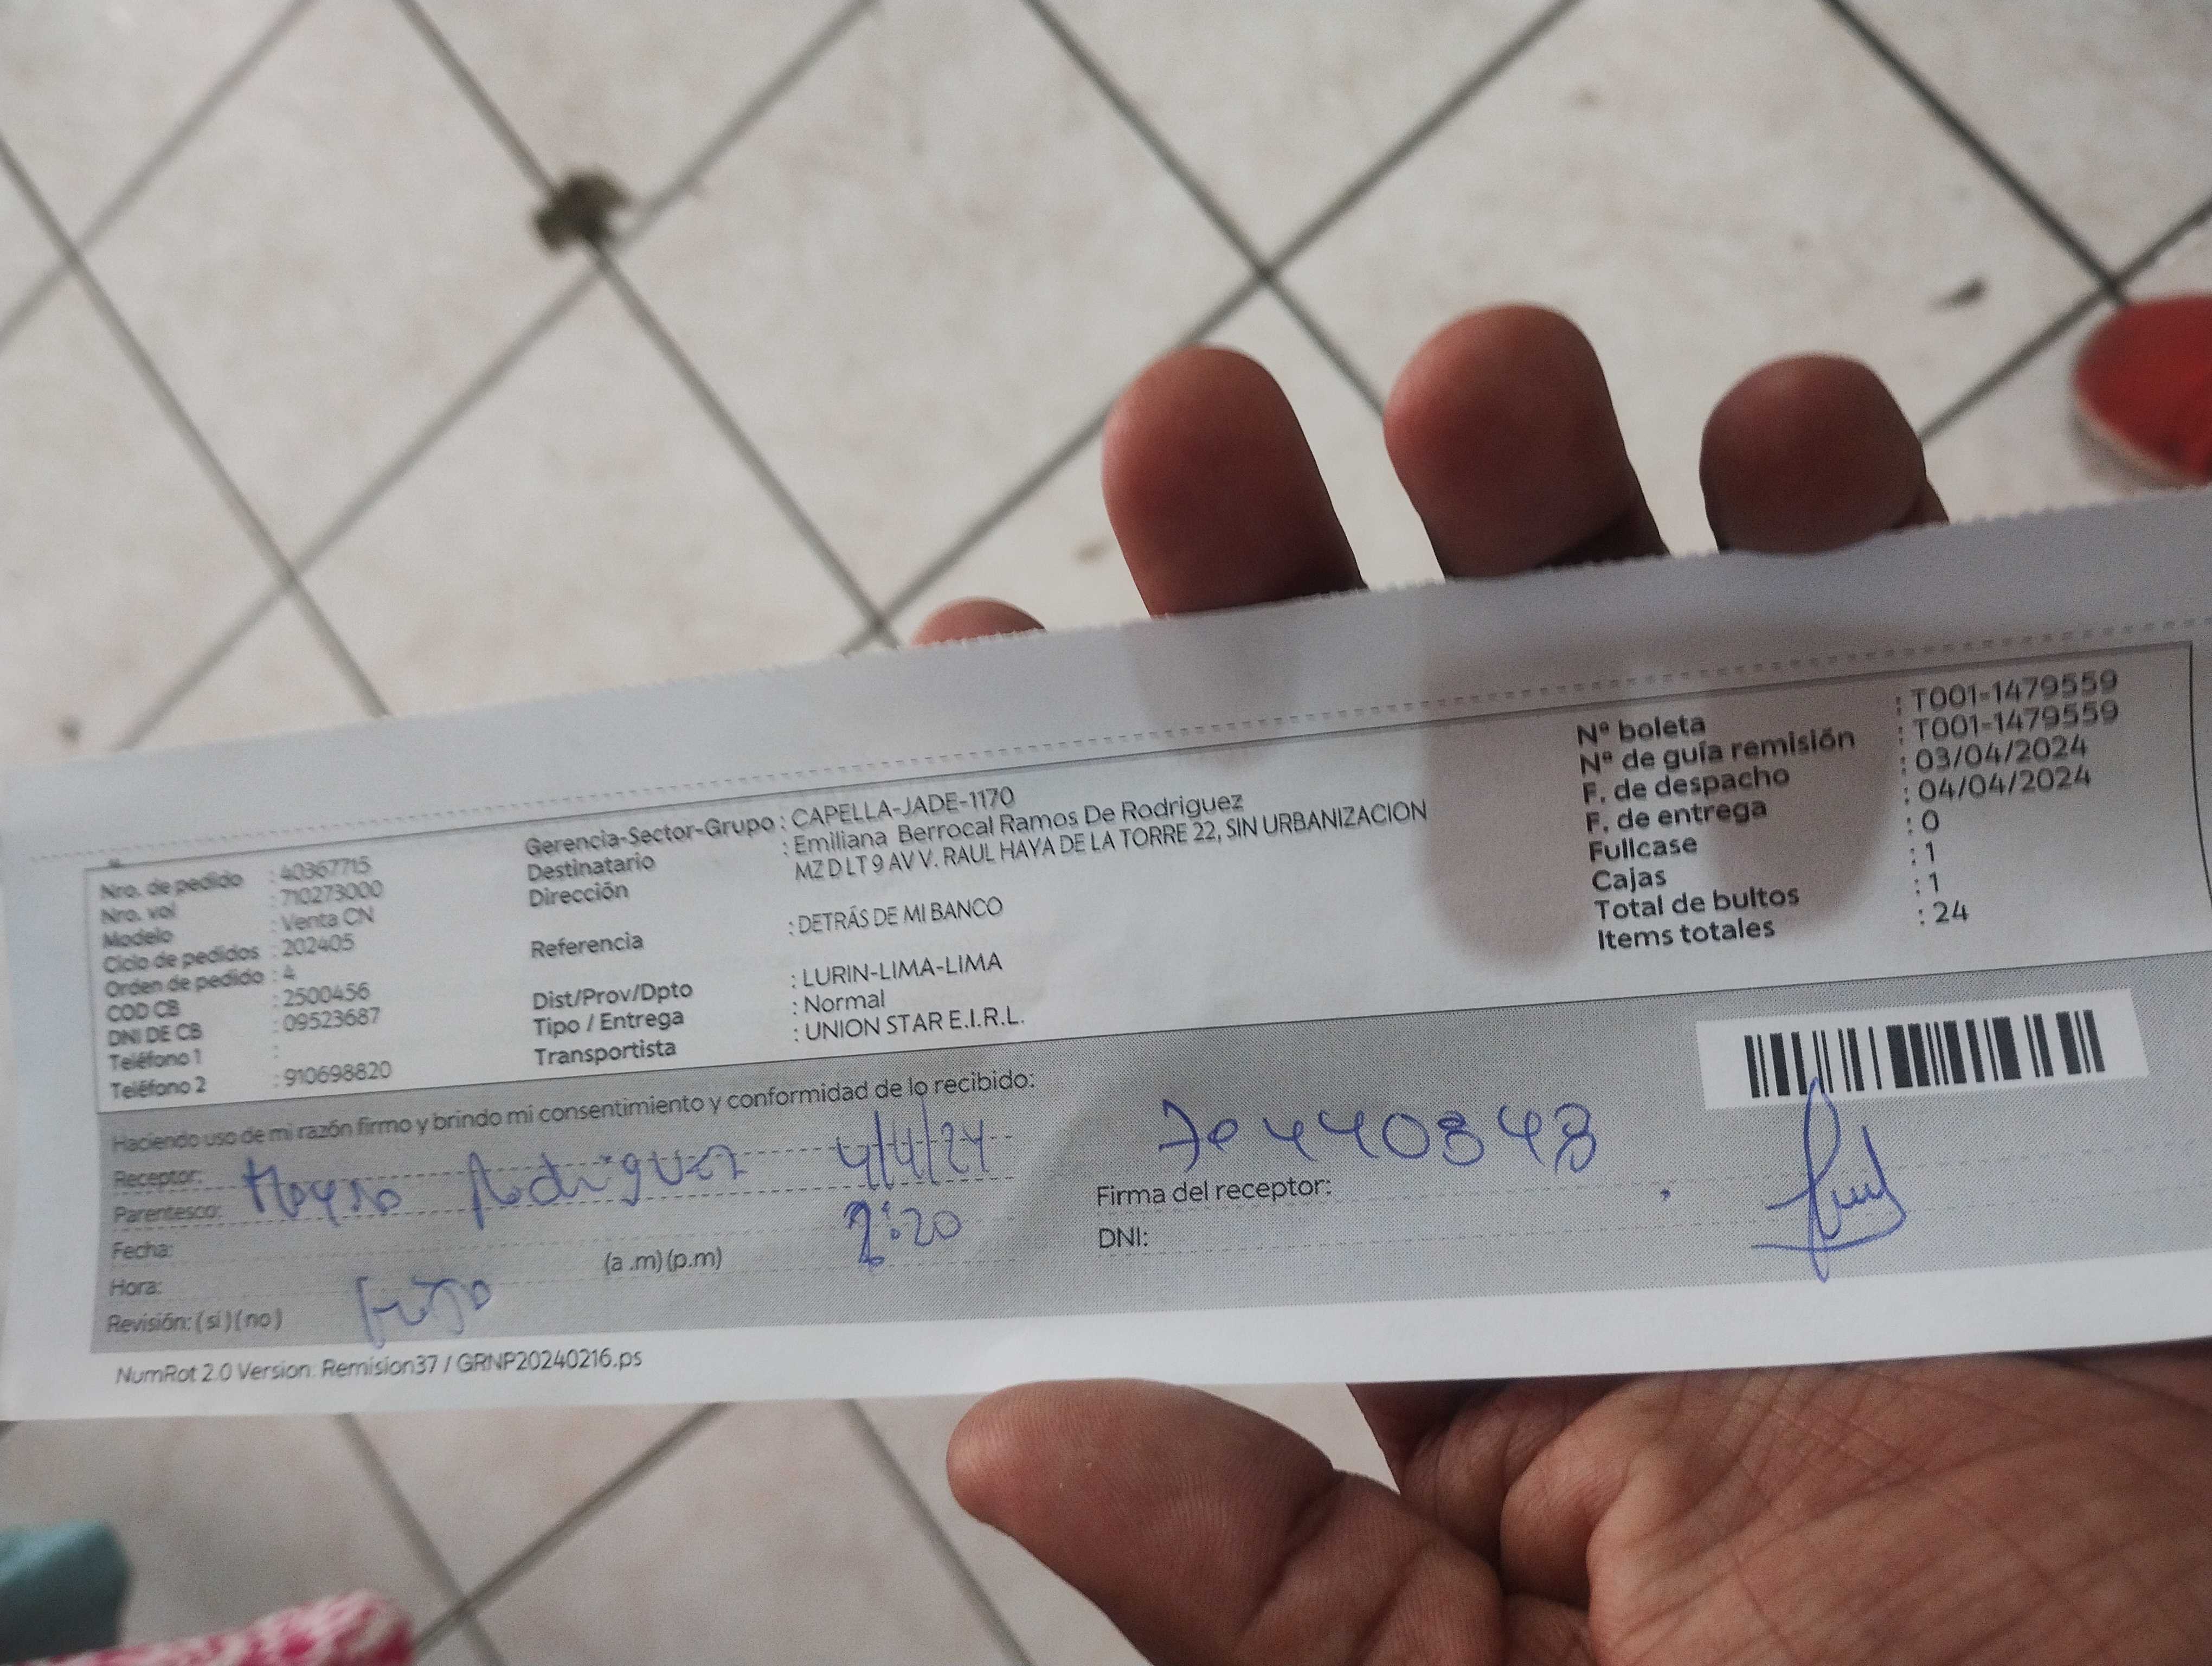 Nro. de pedido : 40367715
Nro. vol : 710273000
Modelo : Venta CN
Ciclo de pedidos : 202405
Orden de pedido : 4
COD CB : 2500456
DNI DE CB : 09523687
Teléfono 1 :
Teléfono 2 : 910698820
Gerencia-Sector-Grupo : CAPELLA-JADE-1170
Destinatario : Emiliana Berrocal Ramos De Rodriguez
Dirección MZ D LT 9 AV V. RAUL HAYA DE LA TORRE 22, SIN URBANIZACION
Referencia : DETRÁS DE MI BANCO
Dist/Prov/Dpto : LURIN-LIMA-LIMA
Tipo / Entrega : Normal
Transportista : UNION STAR E.I.R.L.
Nº boleta : T001-1479559
Nº de guía remisión : T001-1479559
F. de despacho : 03/04/2024
F. de entrega : 04/04/2024
Fullcase : 0
Cajas : 1
Total de bultos : 1
Items totales : 24
Haciendo uso de mi razón firmo y brindo mi consentimiento y conformidad de lo recibido:
Receptor: Rodriguez 4/4/24
Parentesco:
Fecha: 2:20
Hora: (a.m) (p.m)
Revisión: ( si ) ( no )
Firma del receptor:
DNI:
NumRot 2.0 Version: Remision37 / GRNP20240216.ps